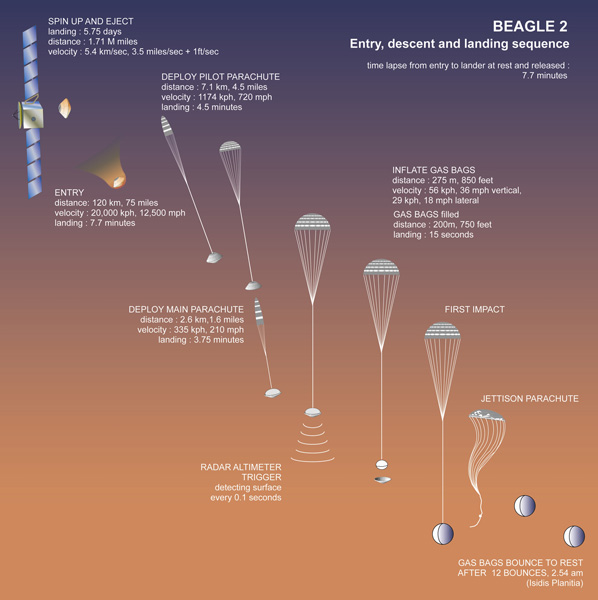 SPIN UP AND EJECT
landing : 5.75 days
distance : 1.71 M miles
velocity : 5.4 km/sec, 3.5 miles/sec + 1ft/sec
BEAGLE 2
Entry, descent and landing sequence
time lapse from entry to lander at rest and released :
7.7 minutes
DEPLOY PILOT PARACHUTE
distance : 7.1 km, 4.5 miles
velocity : 1174 kph, 720 mph
landing : 4.5 minutes
ENTRY
distance: 120 km, 75 miles
velocity : 20,000 kph, 12,500 mph
landing : 7.7 minutes
INFLATE GAS BAGS
distance : 275 m, 850 feet
velocity : 56 kph, 36 mph vertical,
29 kph, 18 mph lateral
GAS BAGS filled
distance : 200m, 750 feet
landing : 15 seconds
DEPLOY MAIN PARACHUTE
distance : 2.6 km,1.6 miles
velocity : 335 kph, 210 mph
landing : 3.75 minutes
FIRST IMPACT
JETTISON PARACHUTE
RADAR ALTIMETER
TRIGGER
detecting surface
every 0.1 seconds
GAS BAGS BOUNCE TO REST
AFTER 12 BOUNCES, 2.54 am
(Isidis Planitia)